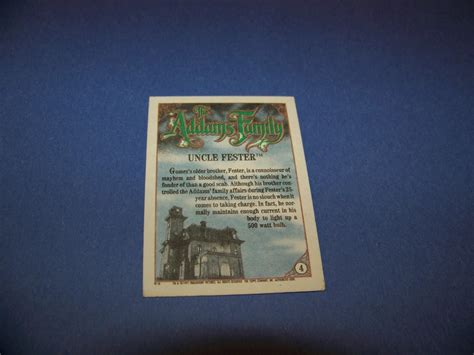 The
Addams Family
UNCLE FESTER™
Gomez's older brother, Fester, is a connoisseur of
mayhem and bloodshed, and there's nothing he's
fonder of than a good scab. Although his brother con-
trolled the Addams' family affairs during Fester's 25-
year absence, Fester is no slouch when it
comes to taking charge. In fact, he nor-
mally maintains enough current in his
body to light up a
500 watt bulb.
4